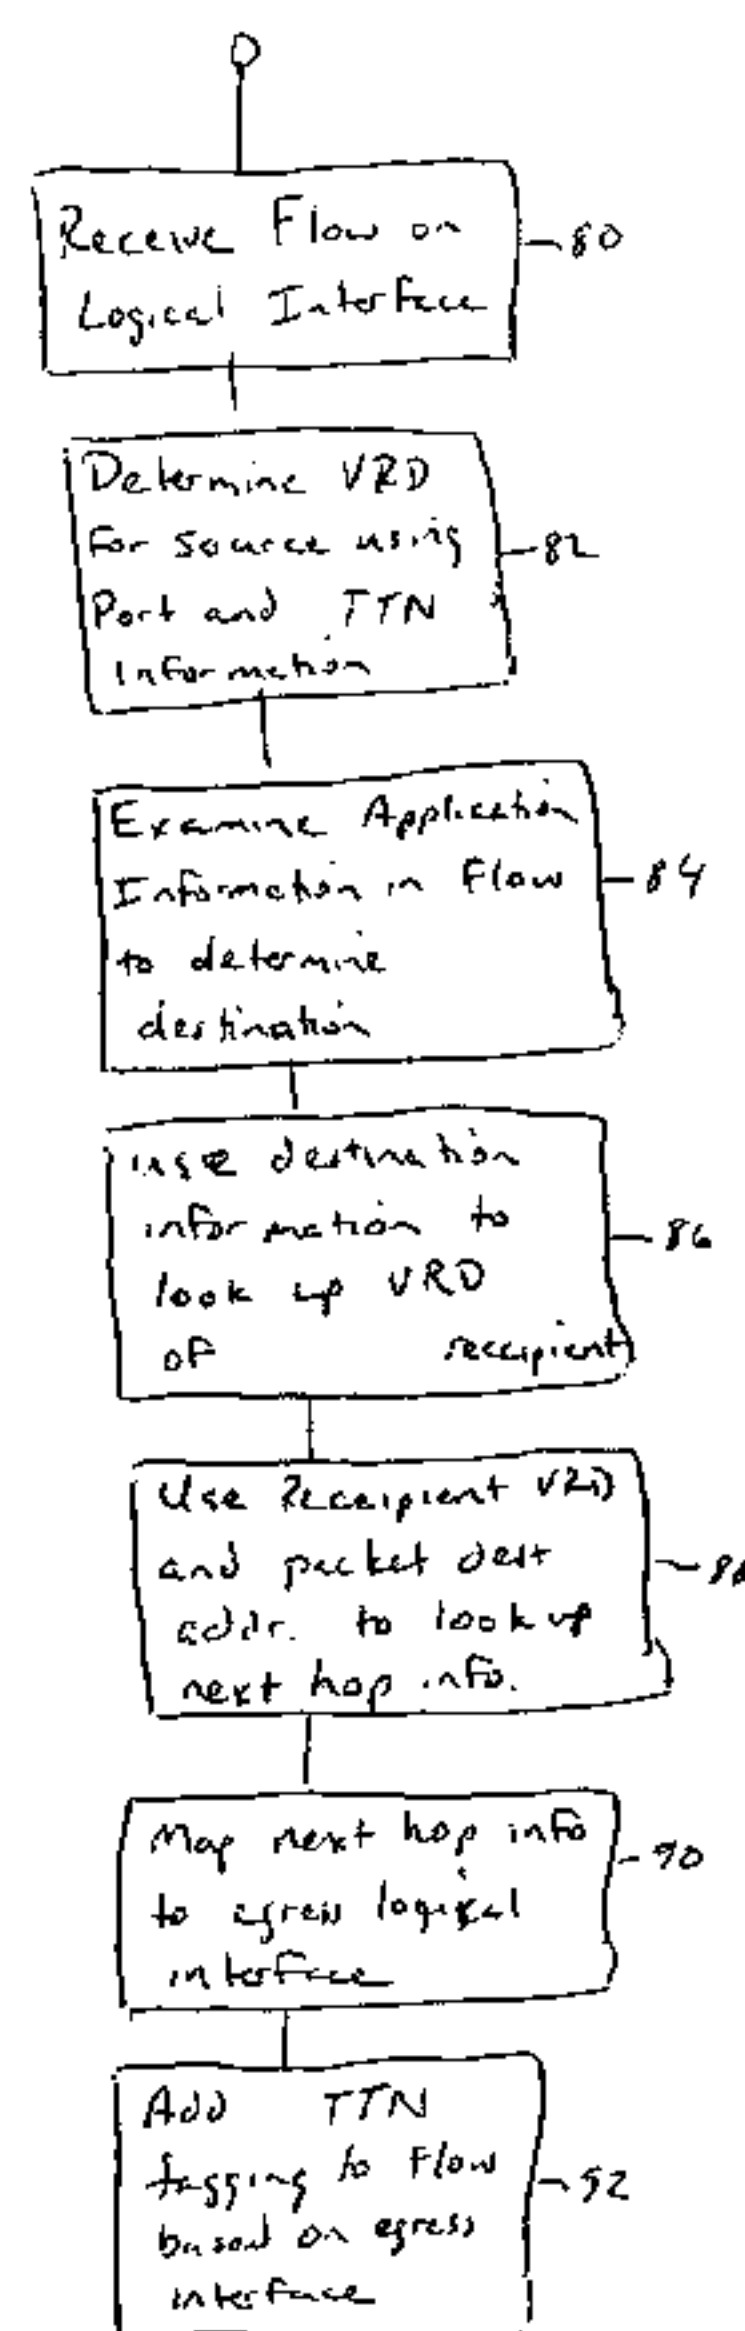 Receive Flow on
Logical Interface
80
Determine VRD
for source using
Port and TTN
Information
82
Examine Application
Information in Flow
to determine
destination
84
use destination
information to
look up VRD
of reccipient
86
Use Reccipient VRD
and packet dest
addr. to look up
next hop info.
88
Map next hop info
to egress logical
interface
90
Add TTN
tagging to Flow
based on egress
interface
92